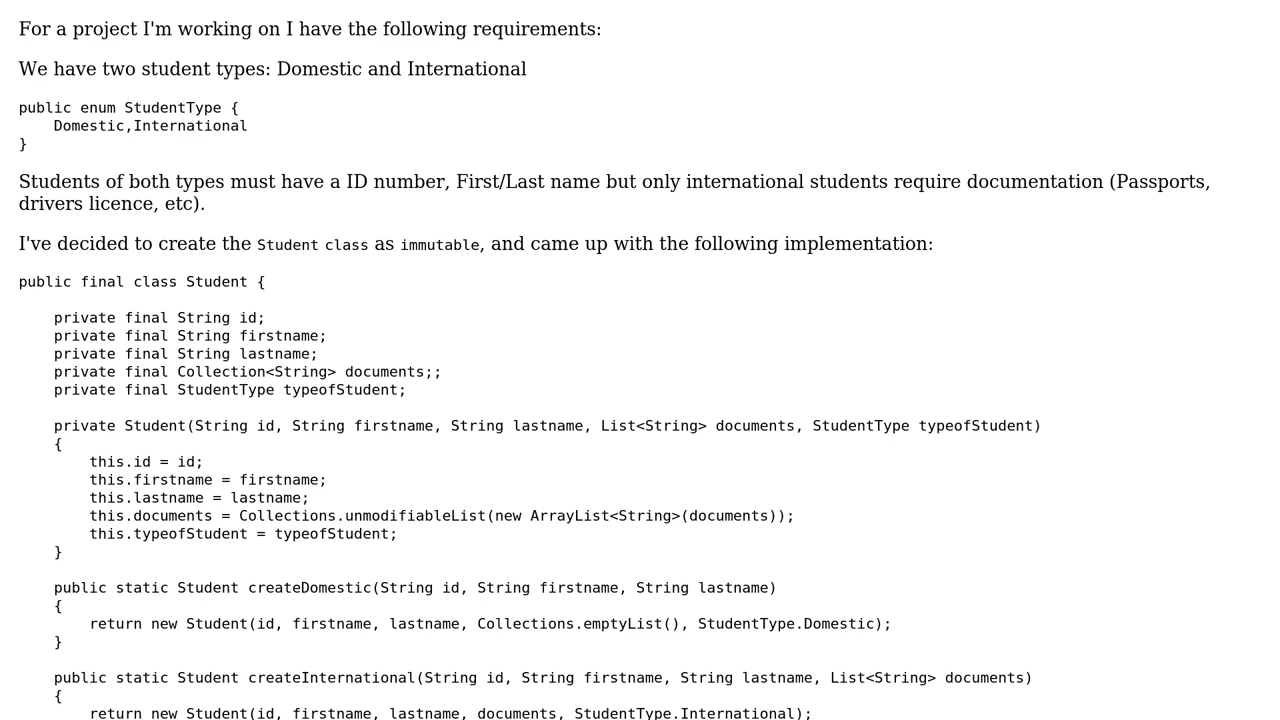 For a project I'm working on I have the following requirements:
We have two student types: Domestic and International
public enum StudentType {
    Domestic,International
}
Students of both types must have a ID number, First/Last name but only international students require documentation (Passports,
drivers licence, etc).
I've decided to create the Student class as immutable, and came up with the following implementation:
public final class Student {
    private final String id;
    private final String firstname;
    private final String lastname;
    private final Collection<String> documents;;
    private final StudentType typeofStudent;
    private Student(String id, String firstname, String lastname, List<String> documents, StudentType typeofStudent)
    {
        this.id = id;
        this.firstname = firstname;
        this.lastname = lastname;
        this.documents = Collections.unmodifiableList(new ArrayList<String>(documents));
        this.typeofStudent = typeofStudent;
    }
    public static Student createDomestic(String id, String firstname, String lastname)
    {
        return new Student(id, firstname, lastname, Collections.emptyList(), StudentType.Domestic);
    }
    public static Student createInternational(String id, String firstname, String lastname, List<String> documents)
    {
        return new Student(id, firstname, lastname, documents, StudentType.International);